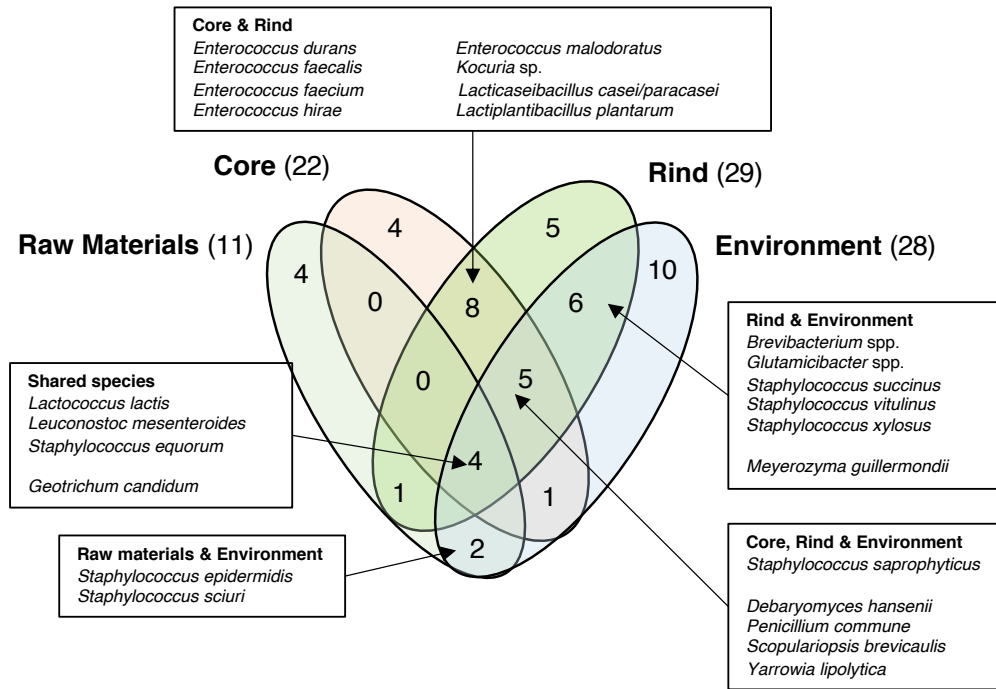 Core & Rind
Enterococcus durans Enterococcus malodoratus
Enterococcus faecalis Kocuria sp.
Enterococcus faecium Lacticaseibacillus casei/paracasei
Enterococcus hirae Lactiplantibacillus plantarum
Core (22)
Rind (29)
Raw Materials (11)
Environment (28)
4
5
4
10
0
8
6
Rind & Environment
Brevibacterium spp.
Glutamicibacter spp.
Staphylococcus succinus
Staphylococcus vitulinus
Staphylococcus xylosus
Meyerozyma guillermondii
Shared species
Lactococcus lactis
Leuconostoc mesenteroides
Staphylococcus equorum
Geotrichum candidum
0
5
4
1
1
2
Raw materials & Environment
Staphylococcus epidermidis
Staphylococcus sciuri
Core, Rind & Environment
Staphylococcus saprophyticus
Debaryomyces hansenii
Penicillium commune
Scopulariopsis brevicaulis
Yarrowia lipolytica